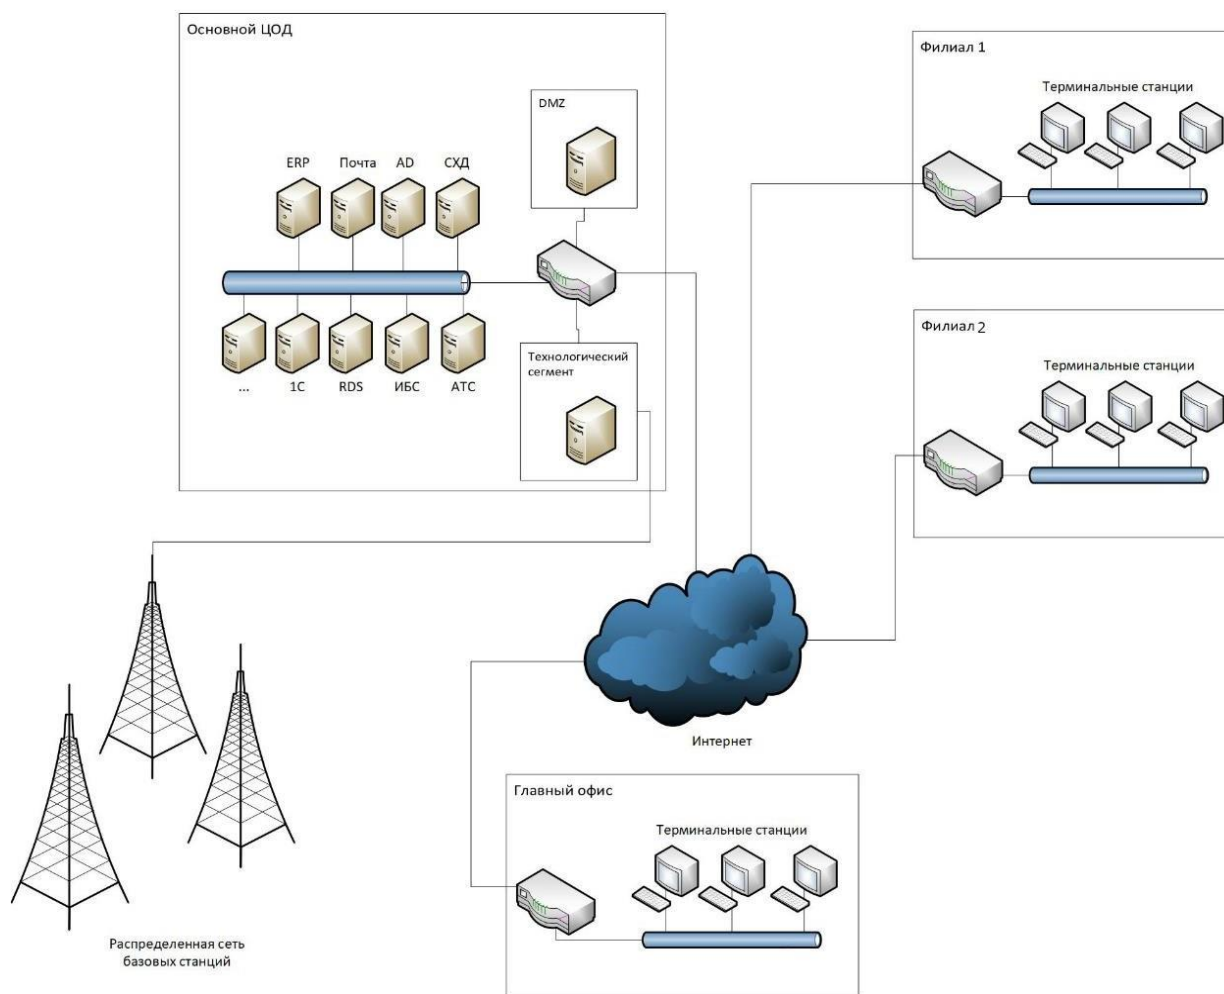 Основной ЦОД
DMZ
ERP Почта AD СХД
... 1С RDS ИБС АТС
Технологический
сегмент
Филиал 1
Терминальные станции
Филиал 2
Терминальные станции
Интернет
Главный офис
Терминальные станции
Распределенная сеть
базовых станций